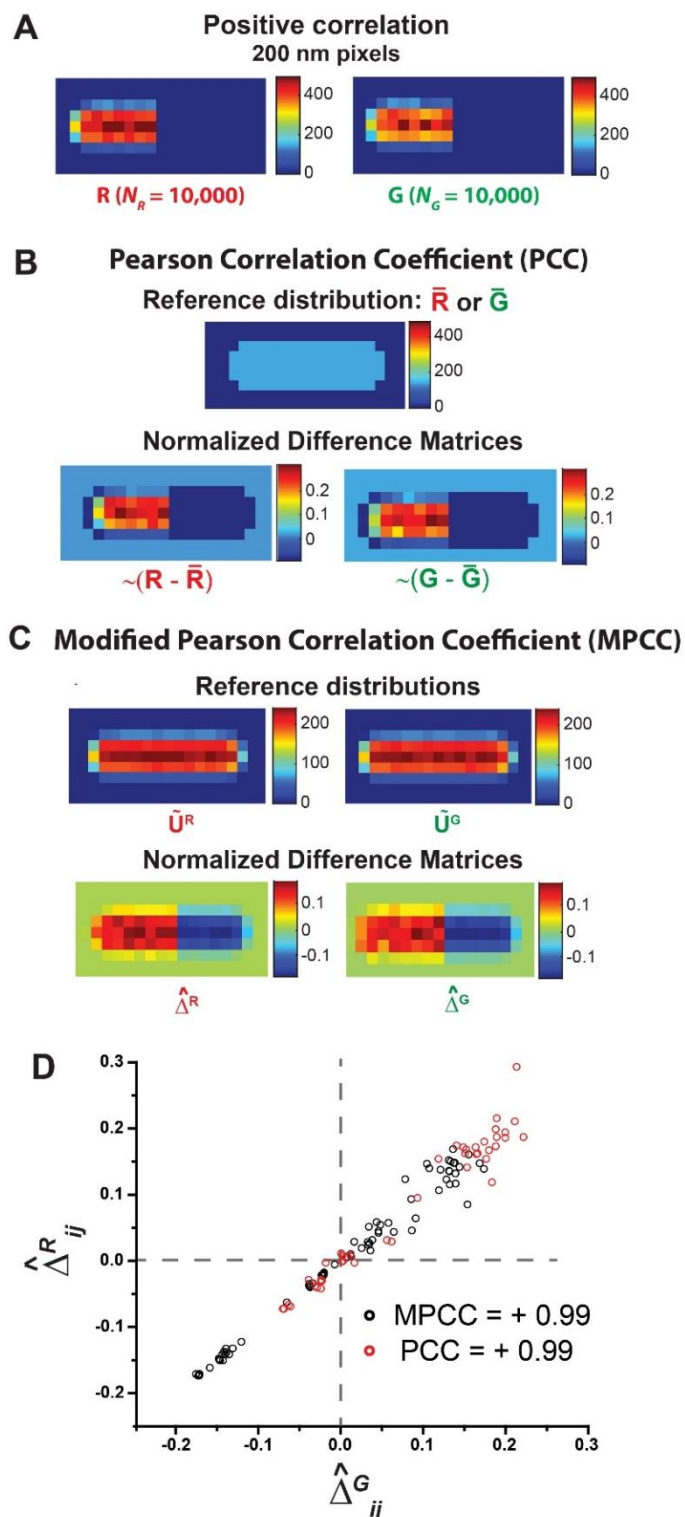 A
Positive correlation
200 nm pixels
400
200
0
400
200
0
R (N_R = 10,000)
G (N_G = 10,000)
B
Pearson Correlation Coefficient (PCC)
Reference distribution: R̄ or Ḡ
400
200
0
Normalized Difference Matrices
0.2
0.1
0
0.2
0.1
0
~(R - R̄)
~(G - Ḡ)
C
Modified Pearson Correlation Coefficient (MPCC)
Reference distributions
200
100
0
200
100
0
Ũ^R
Ũ^G
Normalized Difference Matrices
0.1
0
-0.1
0.1
0
-0.1
Δ̂^R
Δ̂^G
D
0.3
0.2
0.1
0.0
-0.1
-0.2
Δ̂^R_ij
MPCC = + 0.99
PCC = + 0.99
-0.2 -0.1 0.0 0.1 0.2 0.3
Δ̂^G_ij